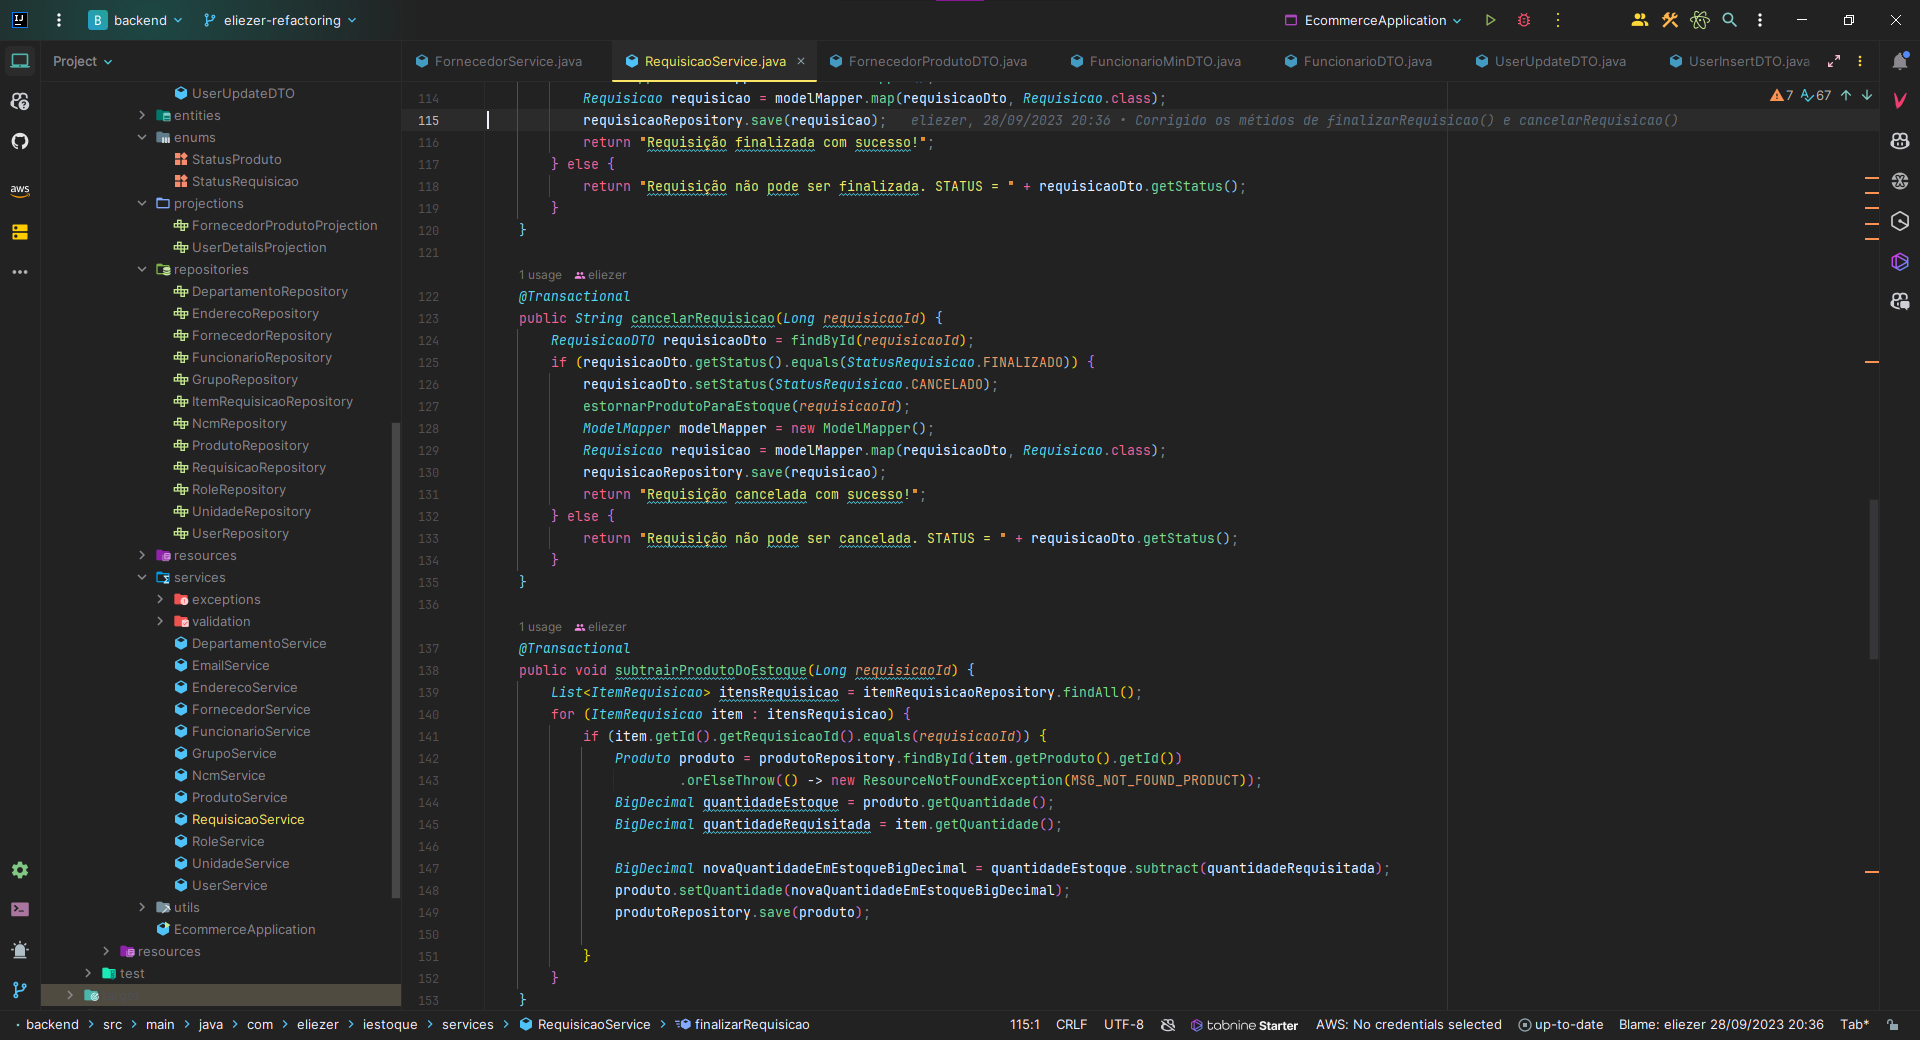 backend
eliezer-refactoring
EcommerceApplication
Project
FornecedorService.java
RequisicaoService.java
FornecedorProdutoDTO.java
FuncionarioMinDTO.java
FuncionarioDTO.java
UserUpdateDTO.java
UserInsertDTO.java
UserUpdateDTO
entities
enums
StatusProduto
StatusRequisicao
projections
FornecedorProdutoProjection
UserDetailsProjection
repositories
DepartamentoRepository
EnderecoRepository
FornecedorRepository
FuncionarioRepository
GrupoRepository
ItemRequisicaoRepository
NcmRepository
ProdutoRepository
RequisicaoRepository
RoleRepository
UnidadeRepository
UserRepository
resources
services
exceptions
validation
DepartamentoService
EmailService
EnderecoService
FornecedorService
FuncionarioService
GrupoService
NcmService
ProdutoService
RequisicaoService
RoleService
UnidadeService
UserService
utils
EcommerceApplication
resources
test
aws
7 67
114 Requisicao requisicao = modelMapper.map(requisicaoDto, Requisicao.class);
115 requisicaoRepository.save(requisicao); eliezer, 28/09/2023 20:36 • Corrigido os métidos de finalizarRequisicao() e cancelarRequisicao()
116 return "Requisição finalizada com sucesso!";
117 } else {
118 return "Requisição não pode ser finalizada. STATUS = " + requisicaoDto.getStatus();
119 }
120 }
121
1 usage eliezer
122 @Transactional
123 public String cancelarRequisicao(Long requisicaoId) {
124 RequisicaoDTO requisicaoDto = findById(requisicaoId);
125 if (requisicaoDto.getStatus().equals(StatusRequisicao.FINALIZADO)) {
126 requisicaoDto.setStatus(StatusRequisicao.CANCELADO);
127 estornarProdutoParaEstoque(requisicaoId);
128 ModelMapper modelMapper = new ModelMapper();
129 Requisicao requisicao = modelMapper.map(requisicaoDto, Requisicao.class);
130 requisicaoRepository.save(requisicao);
131 return "Requisição cancelada com sucesso!";
132 } else {
133 return "Requisição não pode ser cancelada. STATUS = " + requisicaoDto.getStatus();
134 }
135 }
136
1 usage eliezer
137 @Transactional
138 public void subtrairProdutoDoEstoque(Long requisicaoId) {
139 List<ItemRequisicao> itensRequisicao = itemRequisicaoRepository.findAll();
140 for (ItemRequisicao item : itensRequisicao) {
141 if (item.getId().getRequisicaoId().equals(requisicaoId)) {
142 Produto produto = produtoRepository.findById(item.getProduto().getId())
143 .orElseThrow(() -> new ResourceNotFoundException(MSG_NOT_FOUND_PRODUCT));
144 BigDecimal quantidadeEstoque = produto.getQuantidade();
145 BigDecimal quantidadeRequisitada = item.getQuantidade();
146
147 BigDecimal novaQuantidadeEmEstoqueBigDecimal = quantidadeEstoque.subtract(quantidadeRequisitada);
148 produto.setQuantidade(novaQuantidadeEmEstoqueBigDecimal);
149 produtoRepository.save(produto);
150
151 }
152 }
153 }
backend > src > main > java > com > eliezer > iestoque > services > RequisicaoService > finalizarRequisicao
115:1 CRLF UTF-8 tabnine Starter AWS: No credentials selected up-to-date Blame: eliezer 28/09/2023 20:36 Tab*